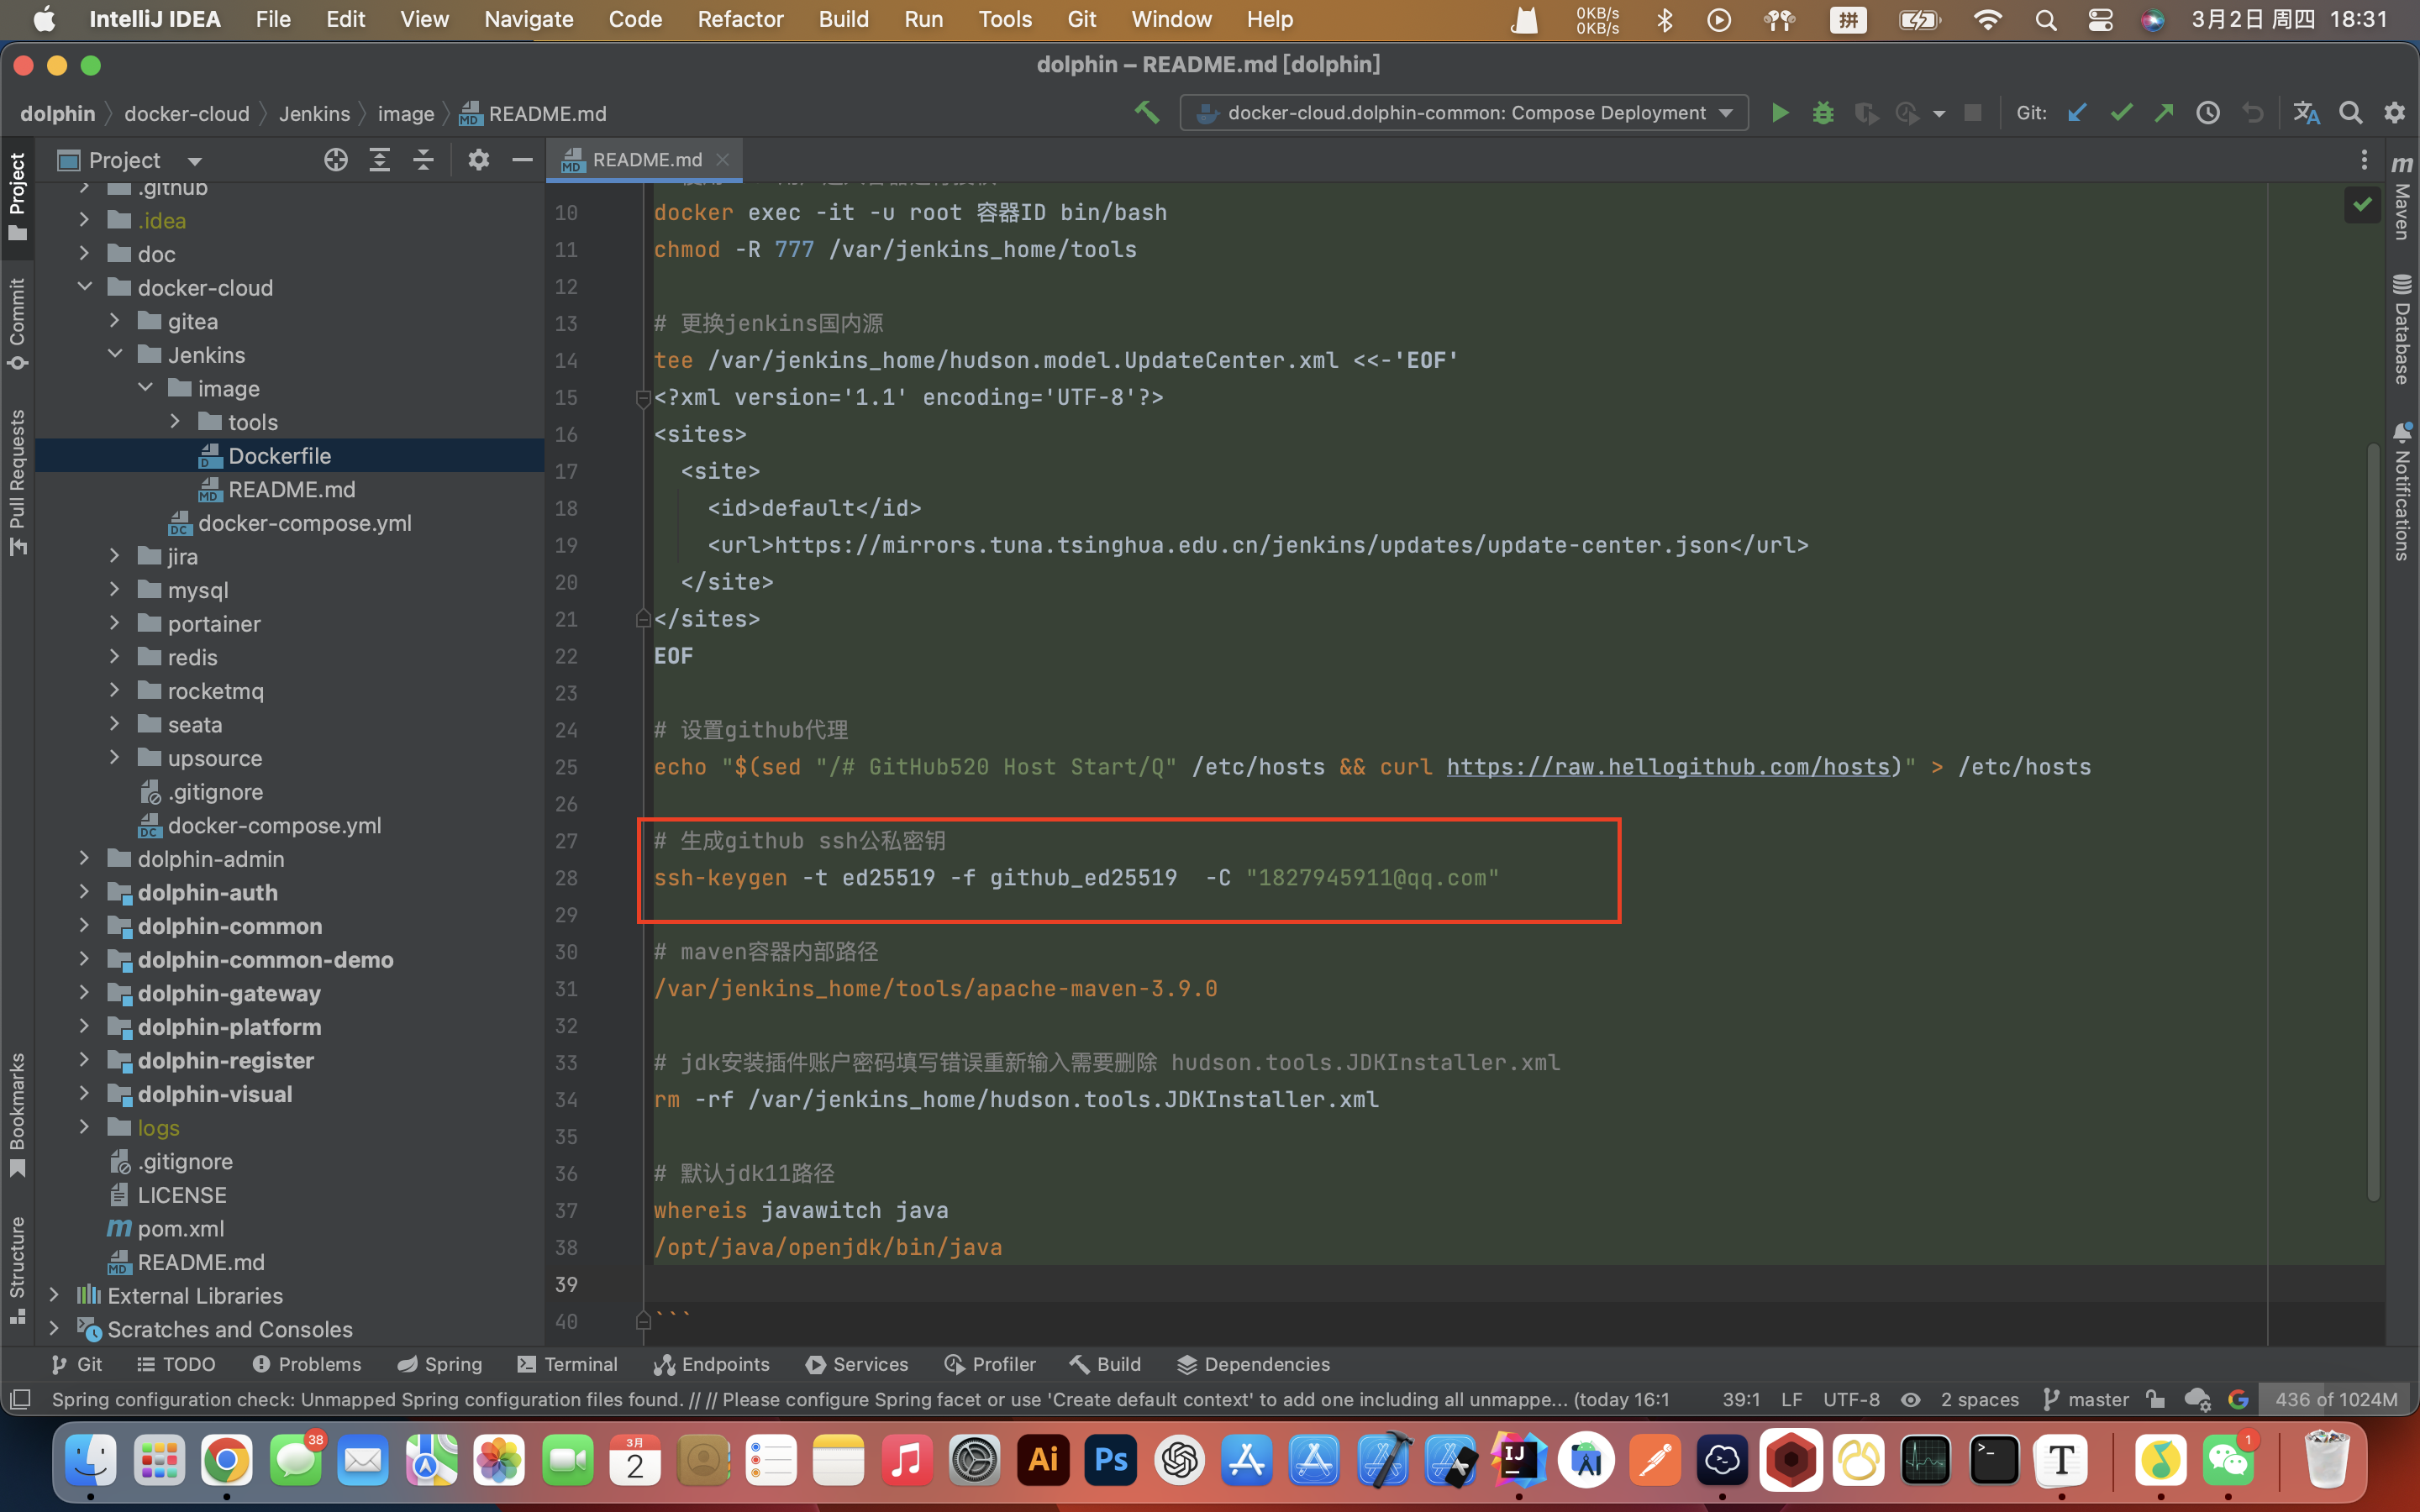 IntelliJ IDEA File Edit View Navigate Code Refactor Build Run Tools Git Window Help 0KB/s 0KB/s 拼 3月2日 周四 18:31
dolphin – README.md [dolphin]
dolphin docker-cloud Jenkins image README.md docker-cloud.dolphin-common: Compose Deployment Git:
Project
README.md
Project
Commit
Pull Requests
Bookmarks
Structure
.github
.idea
doc
docker-cloud
gitea
Jenkins
image
tools
Dockerfile
README.md
docker-compose.yml
jira
mysql
portainer
redis
rocketmq
seata
upsource
.gitignore
docker-compose.yml
dolphin-admin
dolphin-auth
dolphin-common
dolphin-common-demo
dolphin-gateway
dolphin-platform
dolphin-register
dolphin-visual
logs
.gitignore
LICENSE
pom.xml
README.md
External Libraries
Scratches and Consoles
10 docker exec -it -u root 容器ID bin/bash
11 chmod -R 777 /var/jenkins_home/tools
12
13 # 更换jenkins国内源
14 tee /var/jenkins_home/hudson.model.UpdateCenter.xml <<-'EOF'
15 <?xml version='1.1' encoding='UTF-8'?>
16 <sites>
17 <site>
18 <id>default</id>
19 <url>https://mirrors.tuna.tsinghua.edu.cn/jenkins/updates/update-center.json</url>
20 </site>
21 </sites>
22 EOF
23
24 # 设置github代理
25 echo "$(sed "/# GitHub520 Host Start/Q" /etc/hosts && curl https://raw.hellogithub.com/hosts)" > /etc/hosts
26
27 # 生成github ssh公私密钥
28 ssh-keygen -t ed25519 -f github_ed25519  -C "1827945911@qq.com"
29
30 # maven容器内部路径
31 /var/jenkins_home/tools/apache-maven-3.9.0
32
33 # jdk安装插件账户密码填写错误重新输入需要删除 hudson.tools.JDKInstaller.xml
34 rm -rf /var/jenkins_home/hudson.tools.JDKInstaller.xml
35
36 # 默认jdk11路径
37 whereis javawitch java
38 /opt/java/openjdk/bin/java
39
40 ```
Maven
Database
Notifications
Git TODO Problems Spring Terminal Endpoints Services Profiler Build Dependencies
Spring configuration check: Unmapped Spring configuration files found. // // Please configure Spring facet or use 'Create default context' to add one including all unmappe... (today 16:1 39:1 LF UTF-8 2 spaces master 436 of 1024M
38 3月 2 Ai Ps IJ T 1